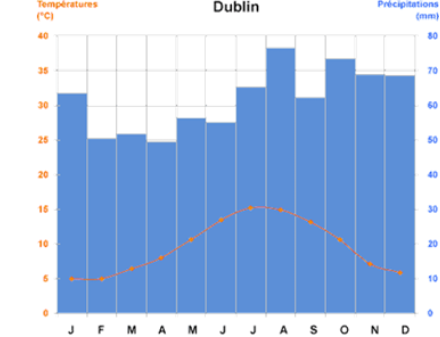 Températures
(°C)
Dublin
Précipitations
(mm)
40 80
35 70
30 60
25 50
20 40
15 30
10 20
5 10
0 0
J F M A M J J A S O N D